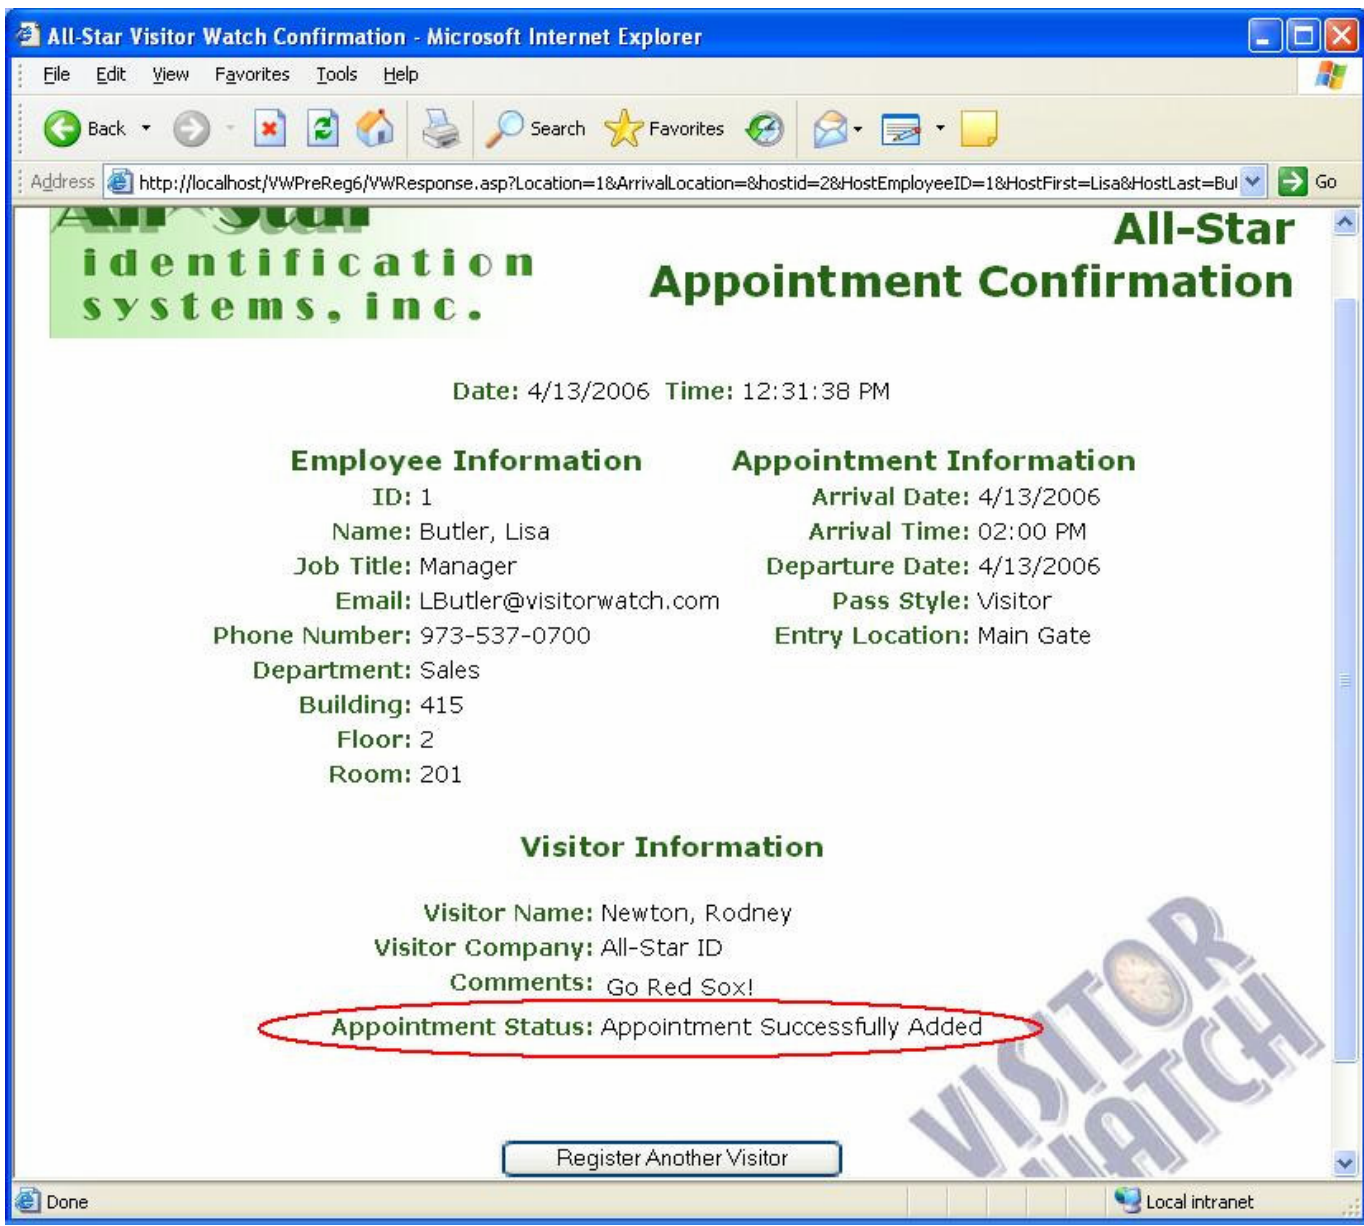 All-Star Visitor Watch Confirmation - Microsoft Internet Explorer
File Edit View Favorites Tools Help
Back Search Favorites
Address http://localhost/VWPreReg6/VWResponse.asp?Location=1&ArrivalLocation=&hostid=2&HostEmployeeID=1&HostFirst=Lisa&HostLast=Bul Go
All-Star
identification
systems, inc.
All-Star
Appointment Confirmation
Date: 4/13/2006 Time: 12:31:38 PM
Employee Information
ID: 1
Name: Butler, Lisa
Job Title: Manager
Email: LButler@visitorwatch.com
Phone Number: 973-537-0700
Department: Sales
Building: 415
Floor: 2
Room: 201
Appointment Information
Arrival Date: 4/13/2006
Arrival Time: 02:00 PM
Departure Date: 4/13/2006
Pass Style: Visitor
Entry Location: Main Gate
Visitor Information
Visitor Name: Newton, Rodney
Visitor Company: All-Star ID
Comments: Go Red Sox!
Appointment Status: Appointment Successfully Added
VISITOR
WATCH
Register Another Visitor
Done Local intranet